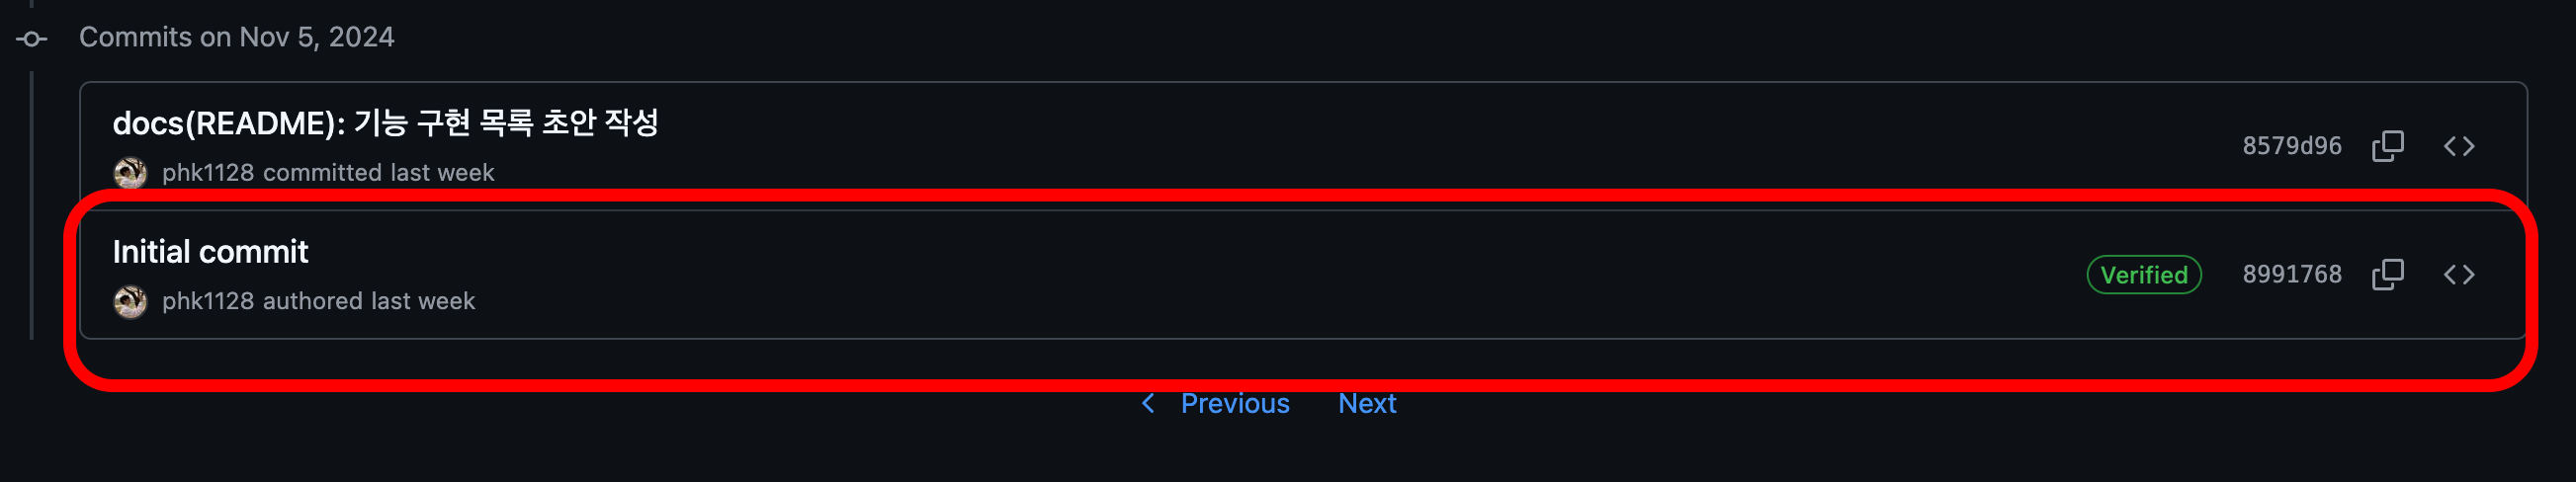 Commits on Nov 5, 2024
docs(README): 기능 구현 목록 초안 작성
phk1128 committed last week
8579d96
Initial commit
phk1128 authored last week
Verified
8991768
Previous
Next